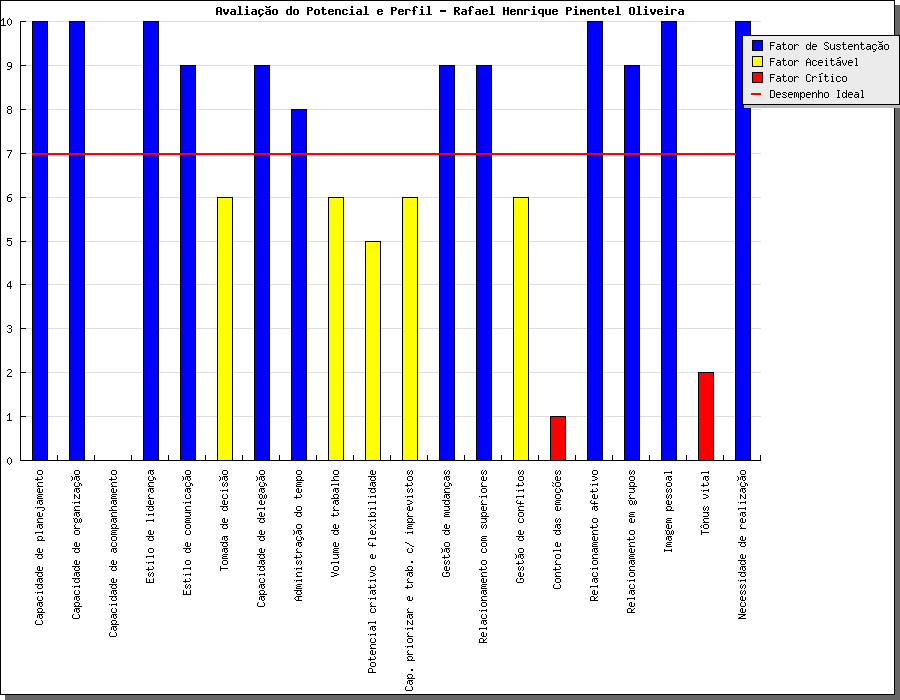 Avaliação do Potencial e Perfil - Rafael Henrique Pimentel Oliveira
Fator de Sustentação
Fator Aceitável
Fator Crítico
Desempenho Ideal
10
9
8
7
6
5
4
3
2
1
0
Capacidade de planejamento
Capacidade de organização
Capacidade de acompanhamento
Estilo de liderança
Estilo de comunicação
Tomada de decisão
Capacidade de delegação
Administração do tempo
Volume de trabalho
Potencial criativo e flexibilidade
Cap. priorizar e trab. c/ imprevistos
Gestão de mudanças
Relacionamento com superiores
Gestão de conflitos
Controle das emoções
Relacionamento afetivo
Relacionamento em grupos
Imagem pessoal
Tônus vital
Necessidade de realização